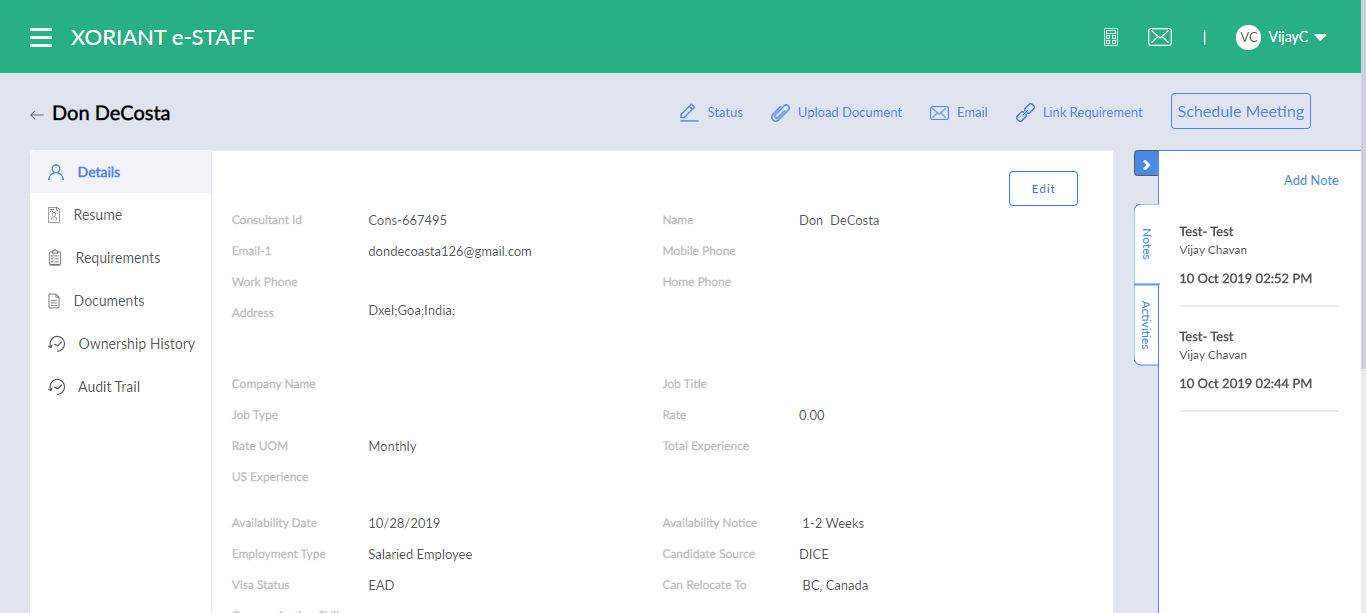 XORIANT e-STAFF
VC VijayC
Don DeCosta
Status Upload Document Email Link Requirement Schedule Meeting
Details
Resume
Requirements
Documents
Ownership History
Audit Trail
Edit
Consultant Id Cons-667495 Name Don DeCosta
Email-1 dondecoasta126@gmail.com Mobile Phone
Work Phone Home Phone
Address Dxel;Goa;India;
Company Name Job Title
Job Type Rate 0.00
Rate UOM Monthly Total Experience
US Experience
Availability Date 10/28/2019 Availability Notice 1-2 Weeks
Employment Type Salaried Employee Candidate Source DICE
Visa Status EAD Can Relocate To BC, Canada
Notes
Activities
Add Note
Test- Test
Vijay Chavan
10 Oct 2019 02:52 PM
Test- Test
Vijay Chavan
10 Oct 2019 02:44 PM